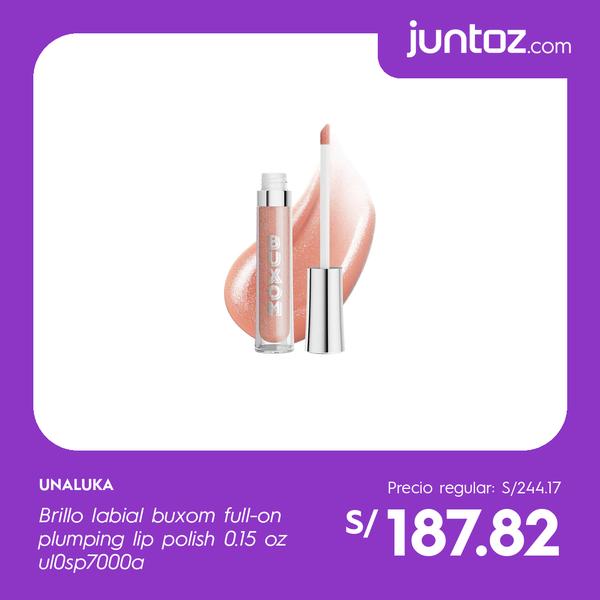 juntoz.com
BUXOM
UNALUKA
Precio regular: S/244.17
Brillo labial buxom full-on
plumping lip polish 0.15 oz
ul0sp7000a
S/187.82